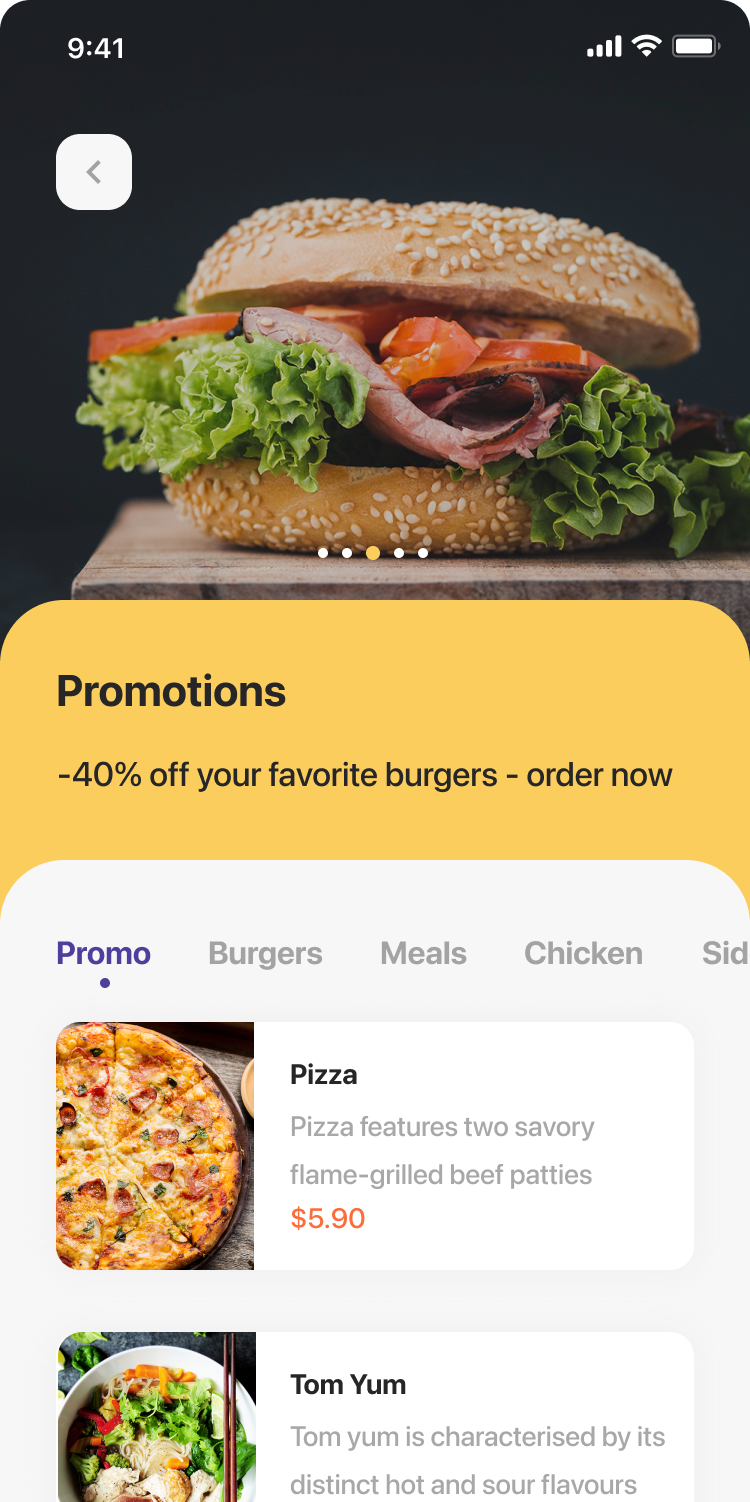 9:41
Promotions
-40% off your favorite burgers - order now
Promo Burgers Meals Chicken Sid
Pizza
Pizza features two savory
flame-grilled beef patties
$5.90
Tom Yum
Tom yum is characterised by its
distinct hot and sour flavours